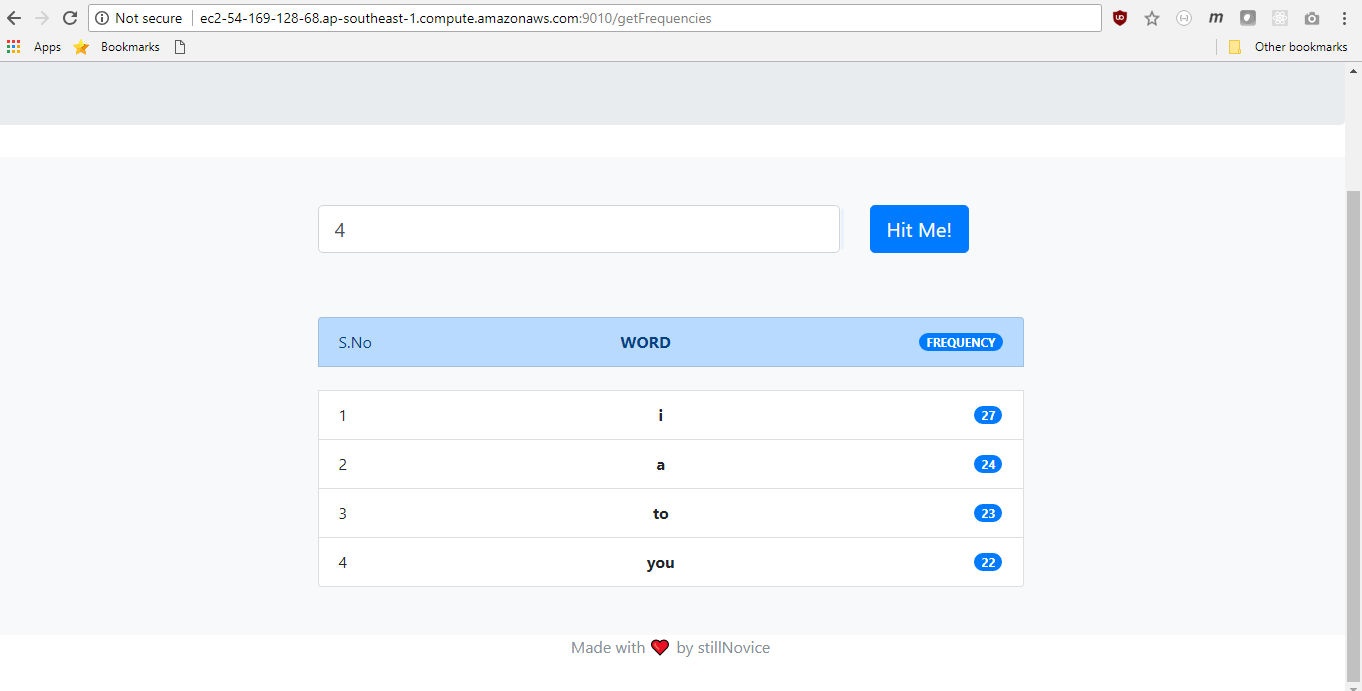 Not secure ec2-54-169-128-68.ap-southeast-1.compute.amazonaws.com:9010/getFrequencies
Apps Bookmarks Other bookmarks
4 Hit Me!
S.No WORD FREQUENCY
1 i 27
2 a 24
3 to 23
4 you 22
Made with ❤ by stillNovice